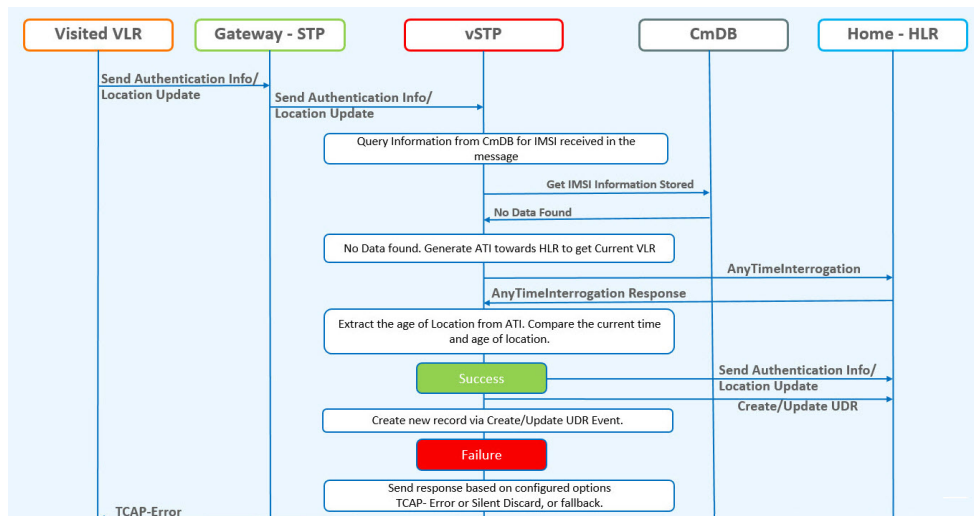 Visited VLR
Gateway - STP
vSTP
CmDB
Home - HLR
Send Authentication Info/
Location Update
Send Authentication Info/
Location Update
Query Information from CmDB for IMSI received in the
message
Get IMSI Information Stored
No Data Found
No Data found. Generate ATI towards HLR to get Current VLR
AnyTimeInterrogation
AnyTimeInterrogation Response
Extract the age of Location from ATI. Compare the current time
and age of location.
Success
Send Authentication Info/
Location Update
Create/Update UDR
Create new record via Create/Update UDR Event.
Failure
Send response based on configured options
TCAP- Error or Silent Discard, or fallback.
TCAP-Error